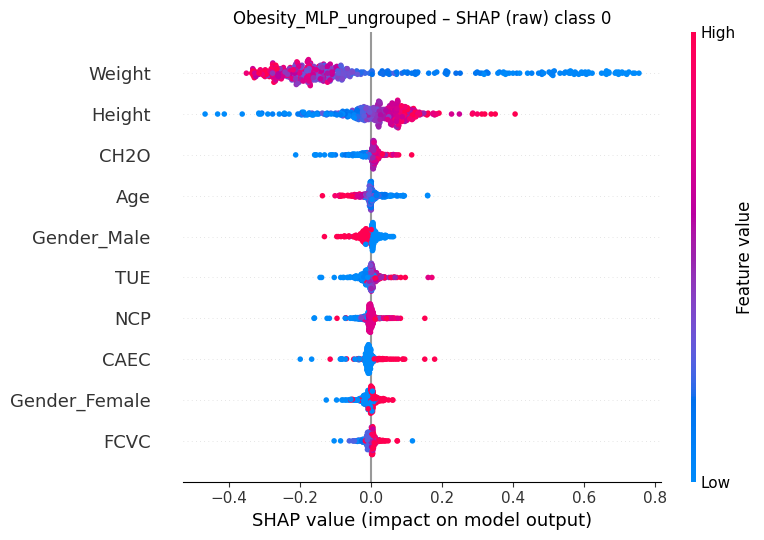 Obesity_MLP_ungrouped – SHAP (raw) class 0
High
Weight
Height
CH2O
Age
Gender_Male
TUE
NCP
CAEC
Gender_Female
FCVC
Feature value
Low
−0.4 −0.2 0.0 0.2 0.4 0.6 0.8
SHAP value (impact on model output)